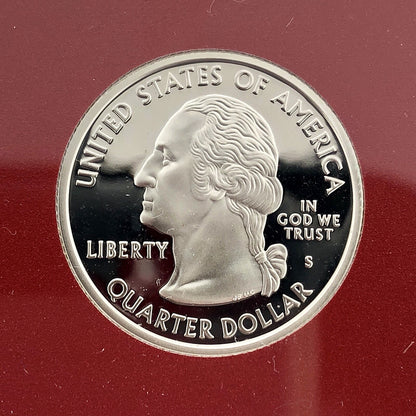 UNITED STATES OF AMERICA
LIBERTY
IN
GOD WE
TRUST
S
QUARTER DOLLAR